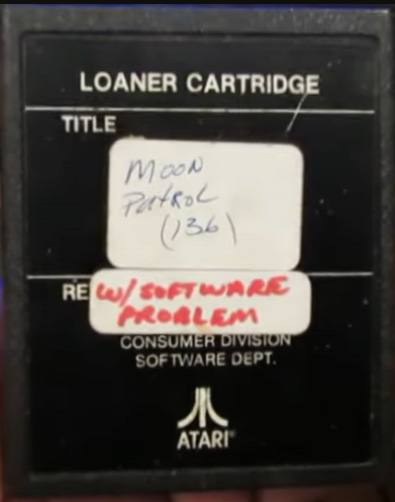 LOANER CARTRIDGE
TITLE
MOON
PATROL
(136)
RE W/ SOFTWARE
PROBLEM
CONSUMER DIVISION
SOFTWARE DEPT.
ATARI®